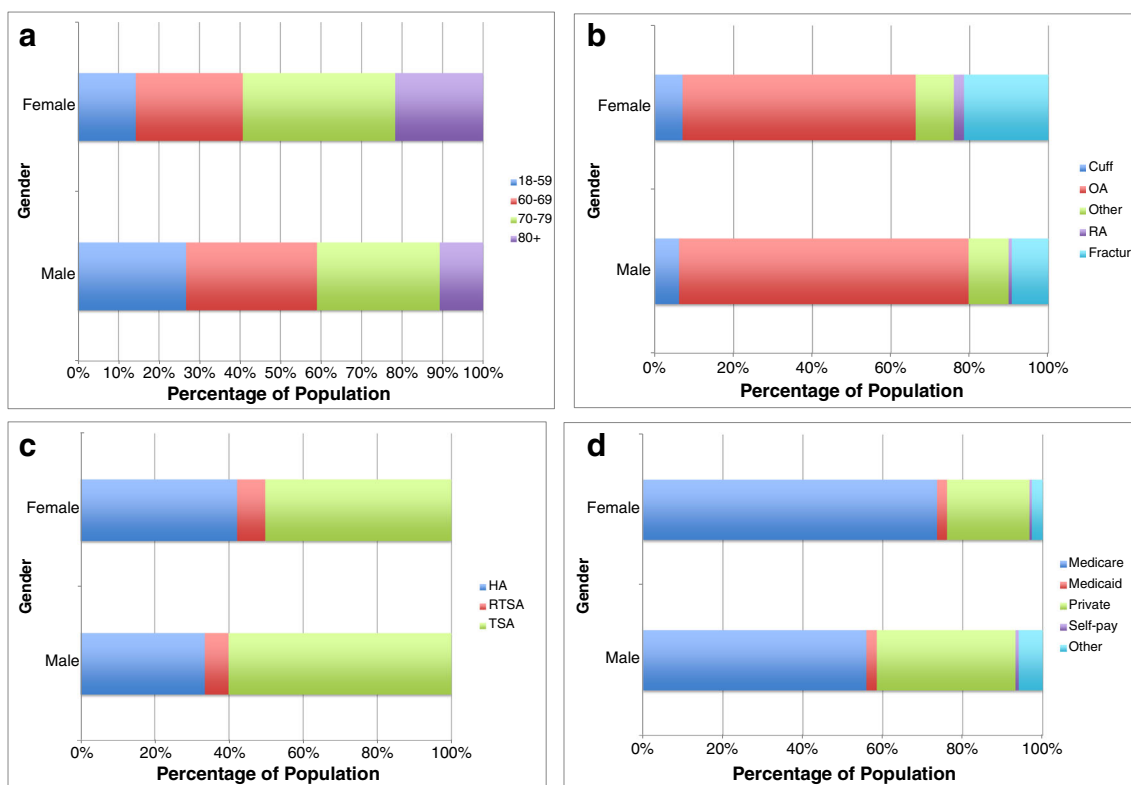 a
Female
Male
Gender
18-59
60-69
70-79
80+
0% 10% 20% 30% 40% 50% 60% 70% 80% 90% 100%
Percentage of Population
b
Female
Male
Gender
Cuff
OA
Other
RA
Fractur
0% 20% 40% 60% 80% 100%
Percentage of Population
c
Female
Male
Gender
HA
RTSA
TSA
0% 20% 40% 60% 80% 100%
Percentage of Population
d
Female
Male
Gender
Medicare
Medicaid
Private
Self-pay
Other
0% 20% 40% 60% 80% 100%
Percentage of Population